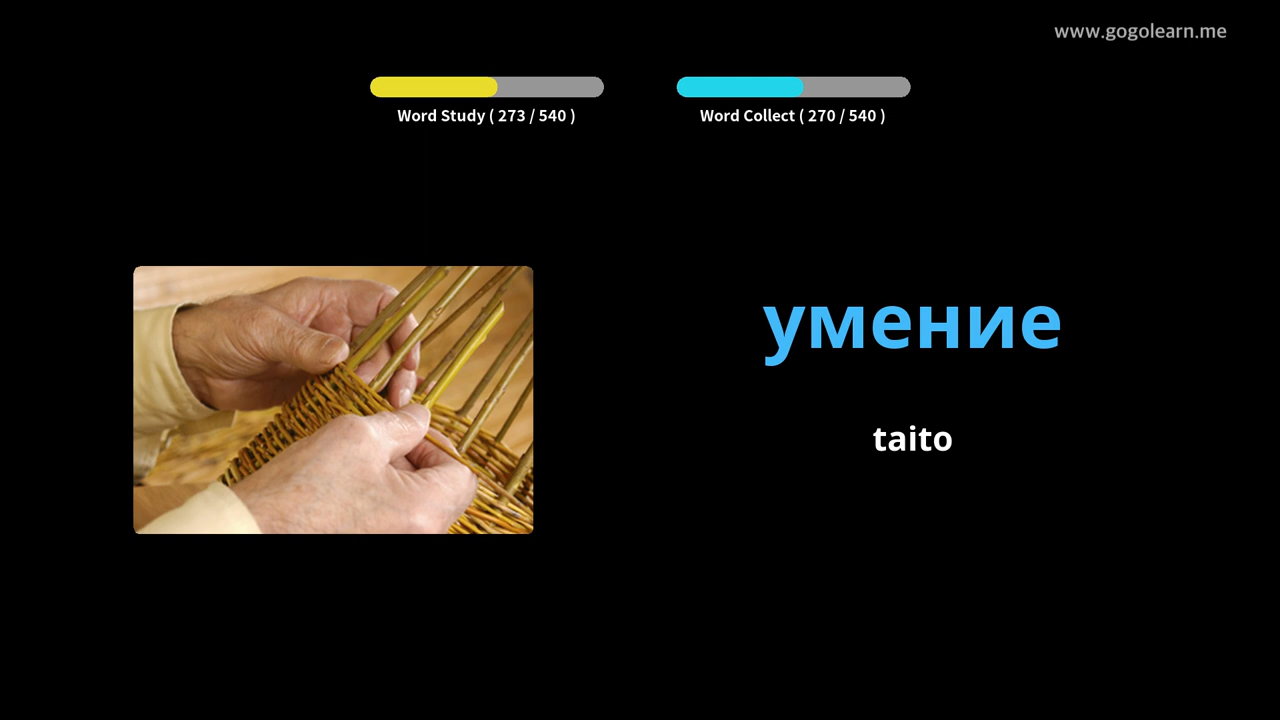 www.gogolearn.me
Word Study ( 273 / 540 )
Word Collect ( 270 / 540 )
умение
taito